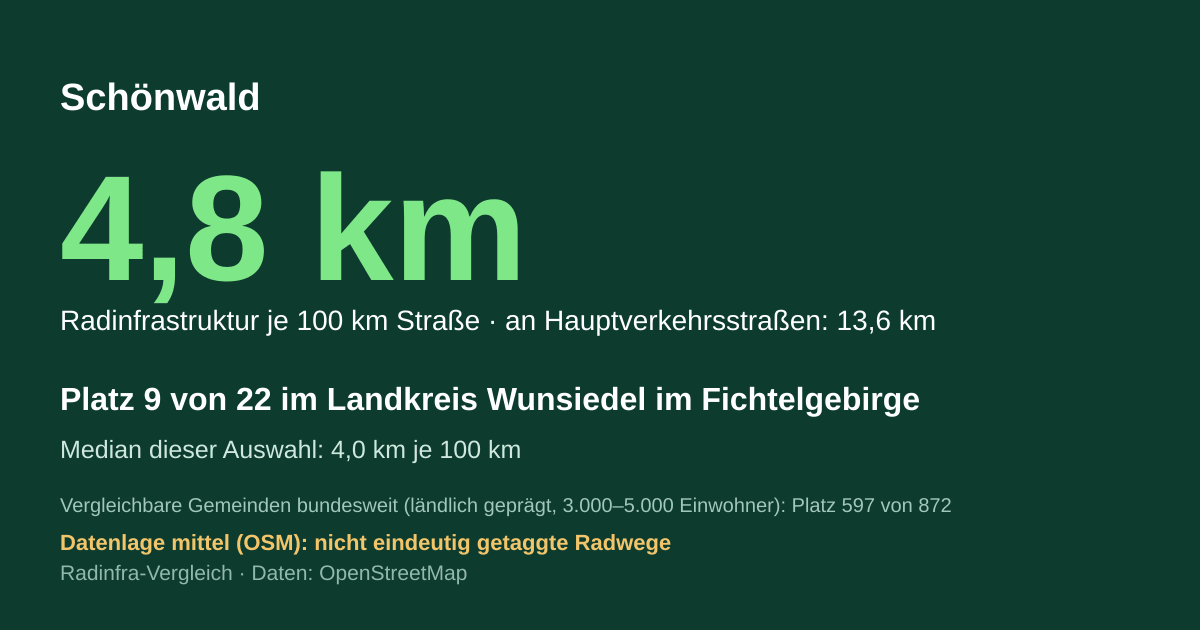 Schönwald
4,8 km
Radinfrastruktur je 100 km Straße · an Hauptverkehrsstraßen: 13,6 km
Platz 9 von 22 im Landkreis Wunsiedel im Fichtelgebirge
Median dieser Auswahl: 4,0 km je 100 km
Vergleichbare Gemeinden bundesweit (ländlich geprägt, 3.000–5.000 Einwohner): Platz 597 von 872
Datenlage mittel (OSM): nicht eindeutig getaggte Radwege
Radinfra-Vergleich · Daten: OpenStreetMap